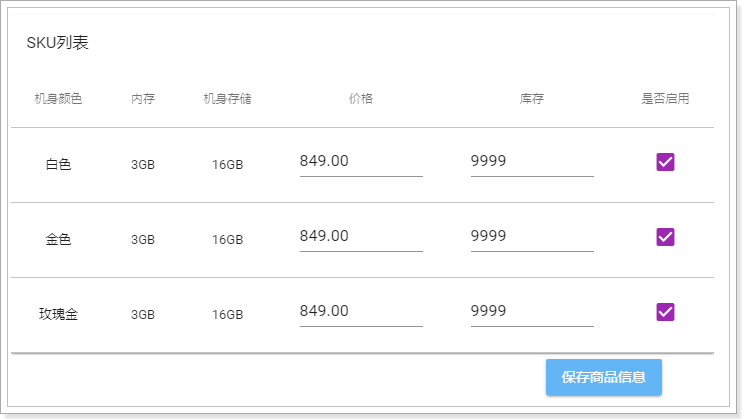 SKU列表
机身颜色 内存 机身存储 价格 库存 是否启用
白色 3GB 16GB 849.00 9999
金色 3GB 16GB 849.00 9999
玫瑰金 3GB 16GB 849.00 9999
保存商品信息